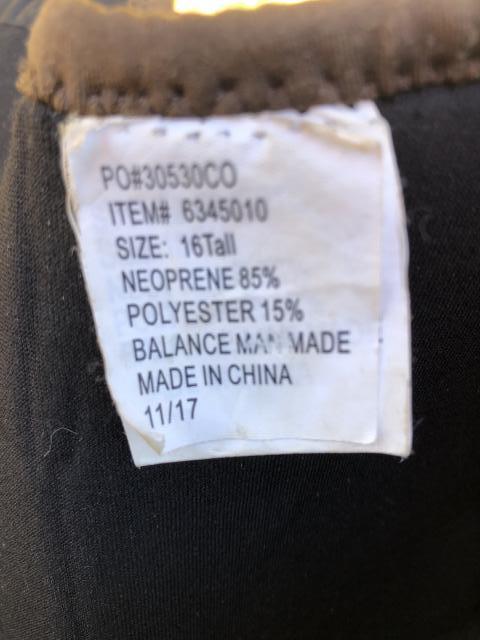 PO#30530CO
ITEM# 6345010
SIZE: 16Tall
NEOPRENE 85%
POLYESTER 15%
BALANCE MAN MADE
MADE IN CHINA
11/17